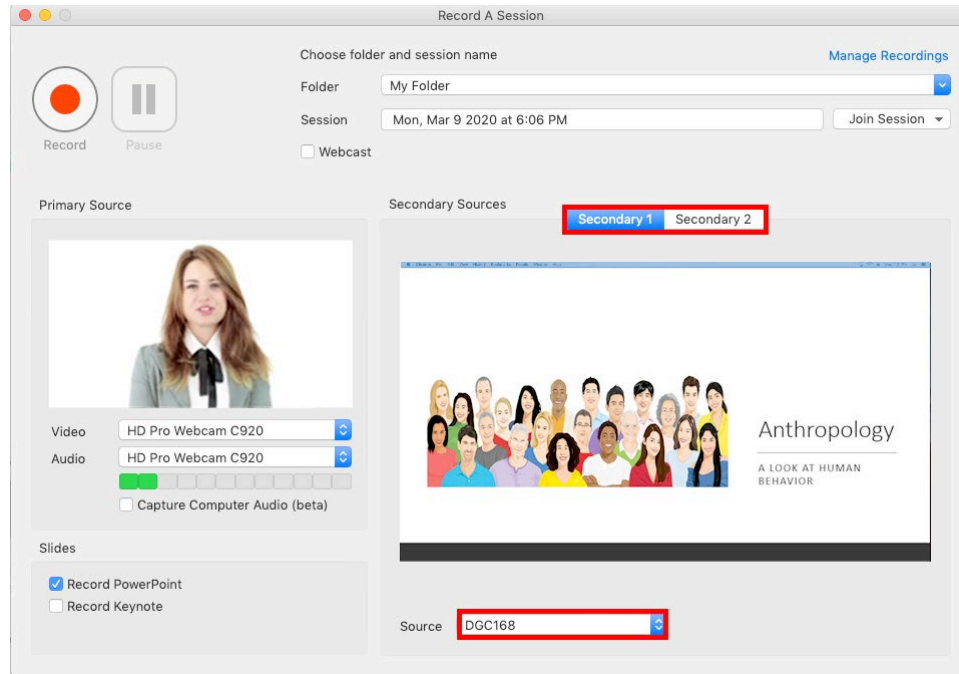 Record A Session
Choose folder and session name
Manage Recordings
Folder
My Folder
Session
Mon, Mar 9 2020 at 6:06 PM
Join Session
Record
Pause
Webcast
Primary Source
Secondary Sources
Secondary 1
Secondary 2
Anthropology
A LOOK AT HUMAN
BEHAVIOR
Video
HD Pro Webcam C920
Audio
HD Pro Webcam C920
Capture Computer Audio (beta)
Slides
Record PowerPoint
Record Keynote
Source
DGC168